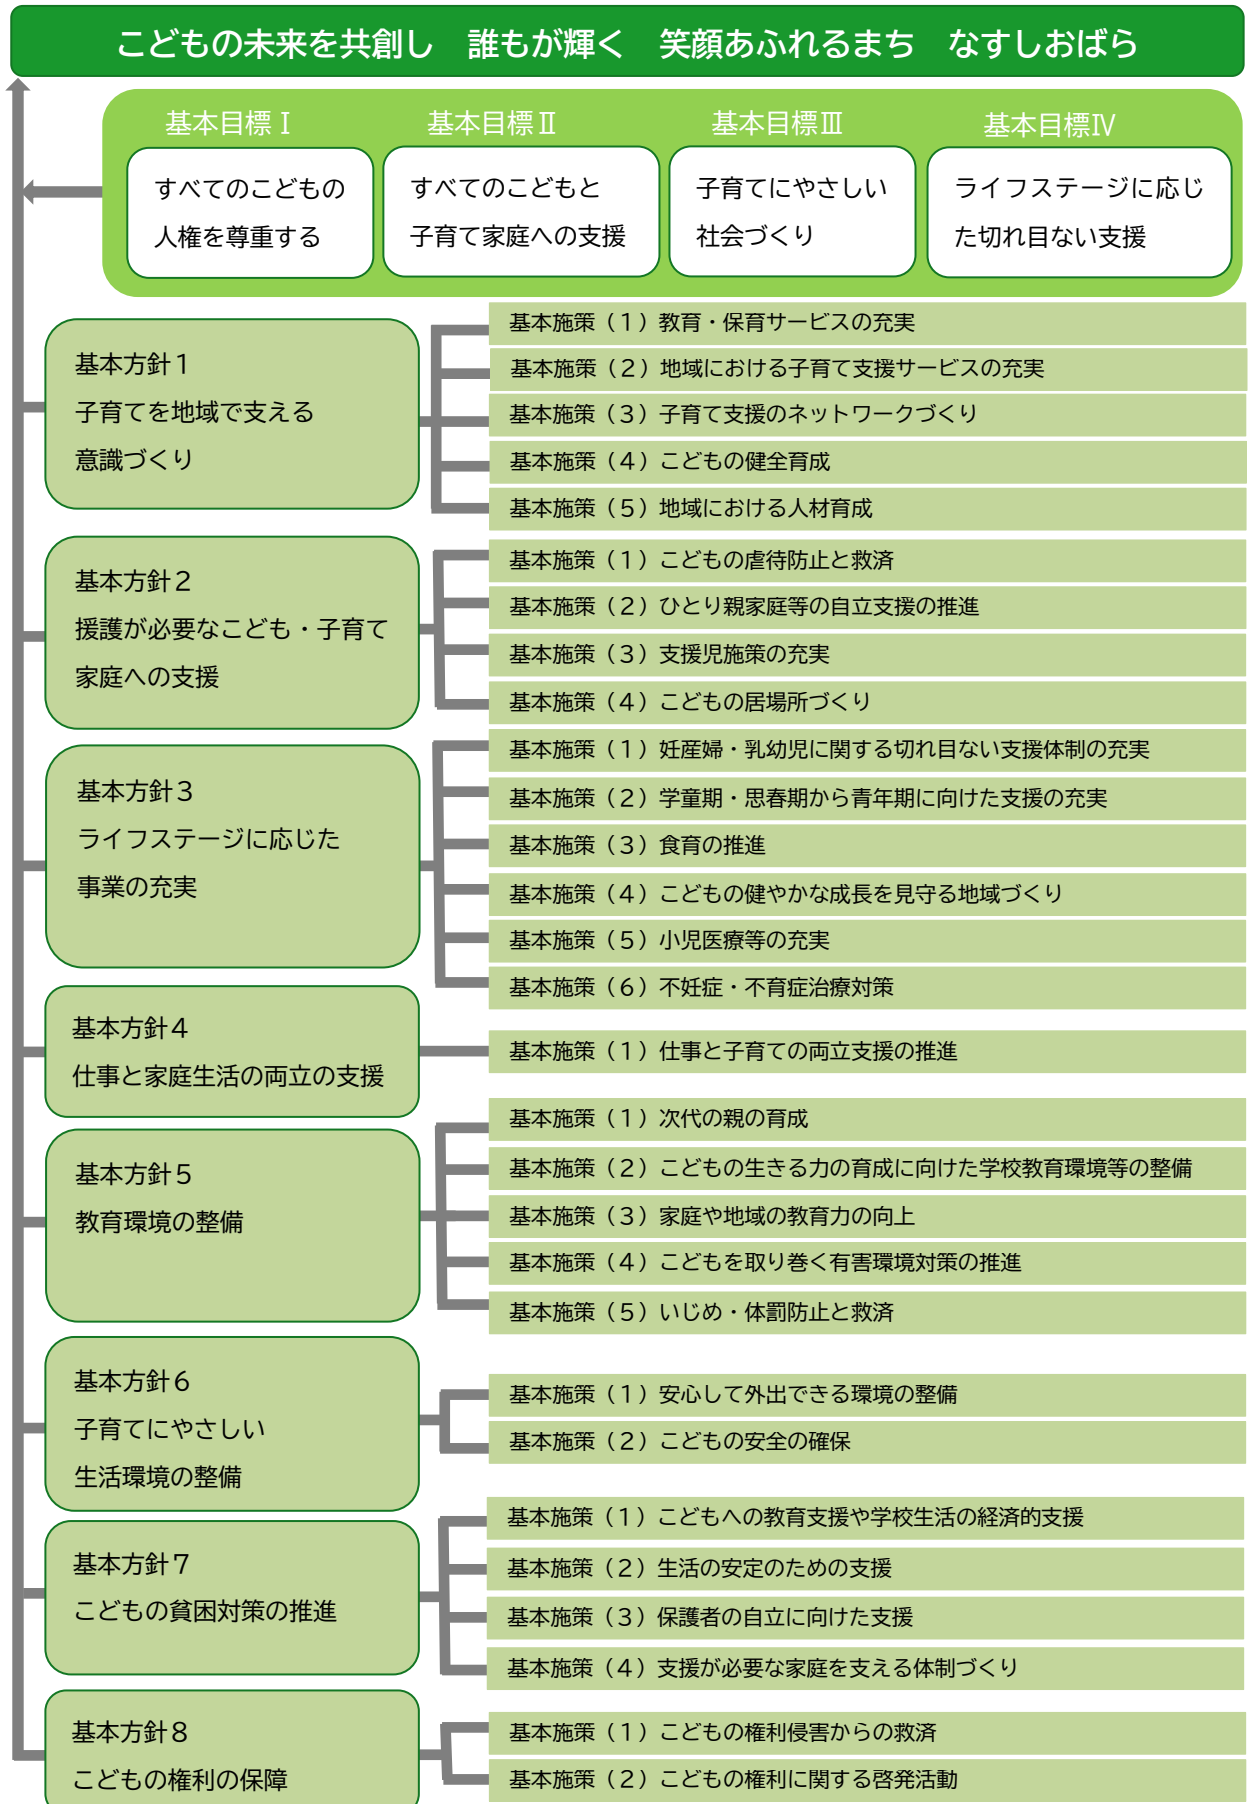 こどもの未来を共創し　誰もが輝く　笑顔あふれるまち　なすしおばら
基本目標Ⅰ
すべてのこどもの
人権を尊重する
基本目標Ⅱ
すべてのこどもと
子育て家庭への支援
基本目標Ⅲ
子育てにやさしい
社会づくり
基本目標Ⅳ
ライフステージに応じ
た切れ目ない支援
基本方針１
子育てを地域で支える
意識づくり
基本施策（１）教育・保育サービスの充実
基本施策（２）地域における子育て支援サービスの充実
基本施策（３）子育て支援のネットワークづくり
基本施策（４）こどもの健全育成
基本施策（５）地域における人材育成
基本方針２
援護が必要なこども・子育て
家庭への支援
基本施策（１）こどもの虐待防止と救済
基本施策（２）ひとり親家庭等の自立支援の推進
基本施策（３）支援児施策の充実
基本施策（４）こどもの居場所づくり
基本方針３
ライフステージに応じた
事業の充実
基本施策（１）妊産婦・乳幼児に関する切れ目ない支援体制の充実
基本施策（２）学童期・思春期から青年期に向けた支援の充実
基本施策（３）食育の推進
基本施策（４）こどもの健やかな成長を見守る地域づくり
基本施策（５）小児医療等の充実
基本施策（６）不妊症・不育症治療対策
基本方針４
仕事と家庭生活の両立の支援
基本施策（１）仕事と子育ての両立支援の推進
基本方針５
教育環境の整備
基本施策（１）次代の親の育成
基本施策（２）こどもの生きる力の育成に向けた学校教育環境等の整備
基本施策（３）家庭や地域の教育力の向上
基本施策（４）こどもを取り巻く有害環境対策の推進
基本施策（５）いじめ・体罰防止と救済
基本方針６
子育てにやさしい
生活環境の整備
基本施策（１）安心して外出できる環境の整備
基本施策（２）こどもの安全の確保
基本方針７
こどもの貧困対策の推進
基本施策（１）こどもへの教育支援や学校生活の経済的支援
基本施策（２）生活の安定のための支援
基本施策（３）保護者の自立に向けた支援
基本施策（４）支援が必要な家庭を支える体制づくり
基本方針８
こどもの権利の保障
基本施策（１）こどもの権利侵害からの救済
基本施策（２）こどもの権利に関する啓発活動